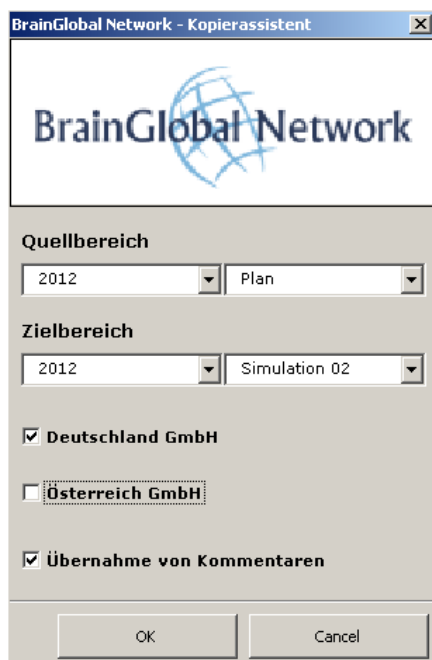 BrainGlobal Network - Kopierassistent
BrainGlobal Network
Quellbereich
2012 Plan
Zielbereich
2012 Simulation 02
Deutschland GmbH
Österreich GmbH
Übernahme von Kommentaren
OK Cancel